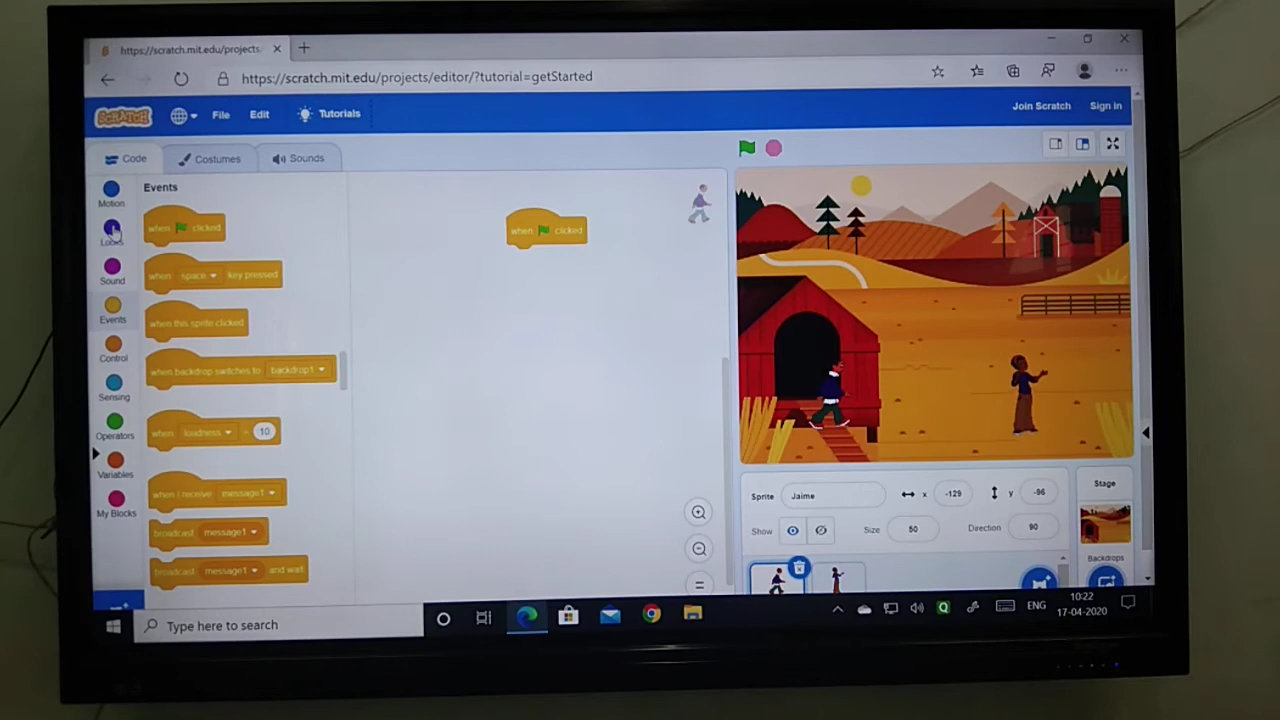 https://scratch.mit.edu/projects/
https://scratch.mit.edu/projects/editor/?tutorial=getStarted
SCRATCH File Edit Tutorials Join Scratch Sign in
Code Costumes Sounds
Motion
Looks
Sound
Events
Control
Sensing
Operators
Variables
My Blocks
Events
when clicked
when space key pressed
when this sprite clicked
when backdrop switches to backdrop1
when loudness 10
when I receive message1
broadcast message1
broadcast message1 and wait
when clicked
Sprite Jaime x -129 y -96
Show Size 50 Direction 90
Stage
Backdrops
Type here to search
ENG
10:22
17-04-2020